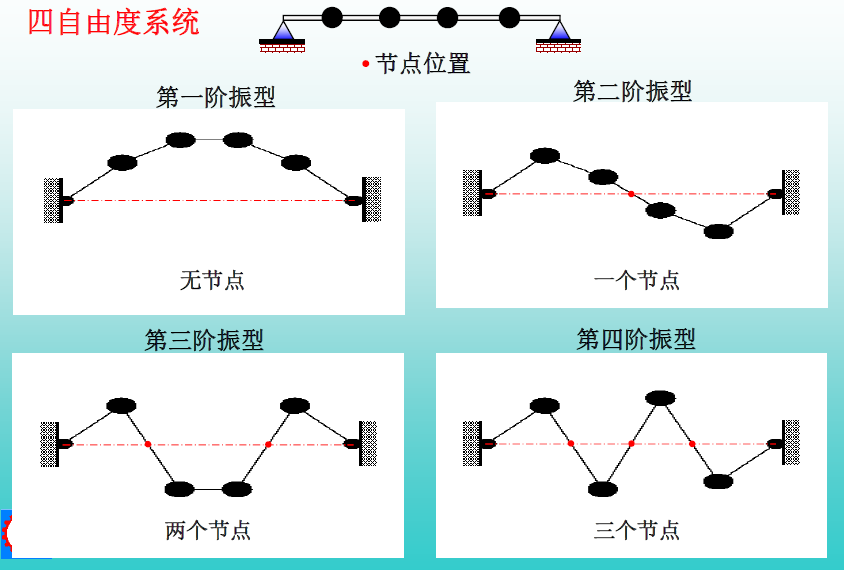 四自由度系统
•节点位置
第一阶振型
第二阶振型
无节点
一个节点
第三阶振型
第四阶振型
两个节点
三个节点